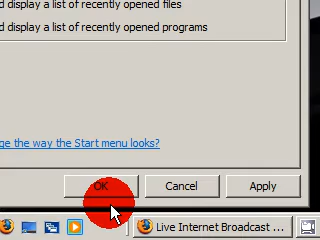 d display a list of recently opened files
d display a list of recently opened programs
ge the way the Start menu looks?
OK Cancel Apply
Live Internet Broadcast ...